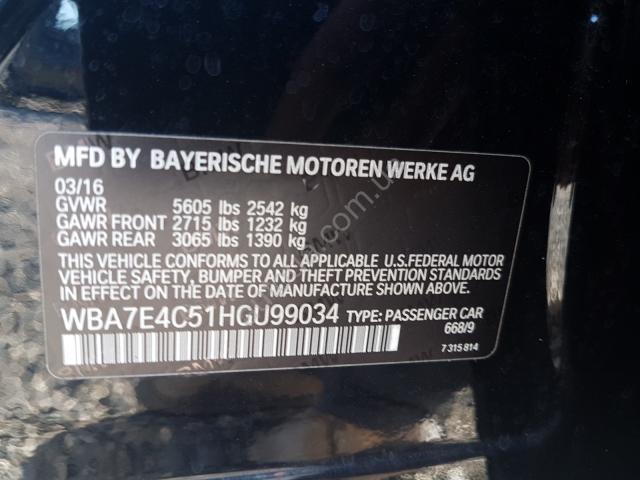 MFD BY BAYERISCHE MOTOREN WERKE AG
03/16
GVWR 5605 lbs 2542 kg
GAWR FRONT 2715 lbs 1232 kg
GAWR REAR 3065 lbs 1390 kg
THIS VEHICLE CONFORMS TO ALL APPLICABLE U.S.FEDERAL MOTOR
VEHICLE SAFETY, BUMPER AND THEFT PREVENTION STANDARDS
IN EFFECT ON THE DATE OF MANUFACTURE SHOWN ABOVE.
WBA7E4C51HGU99034 TYPE: PASSENGER CAR
668/9
7 315 814